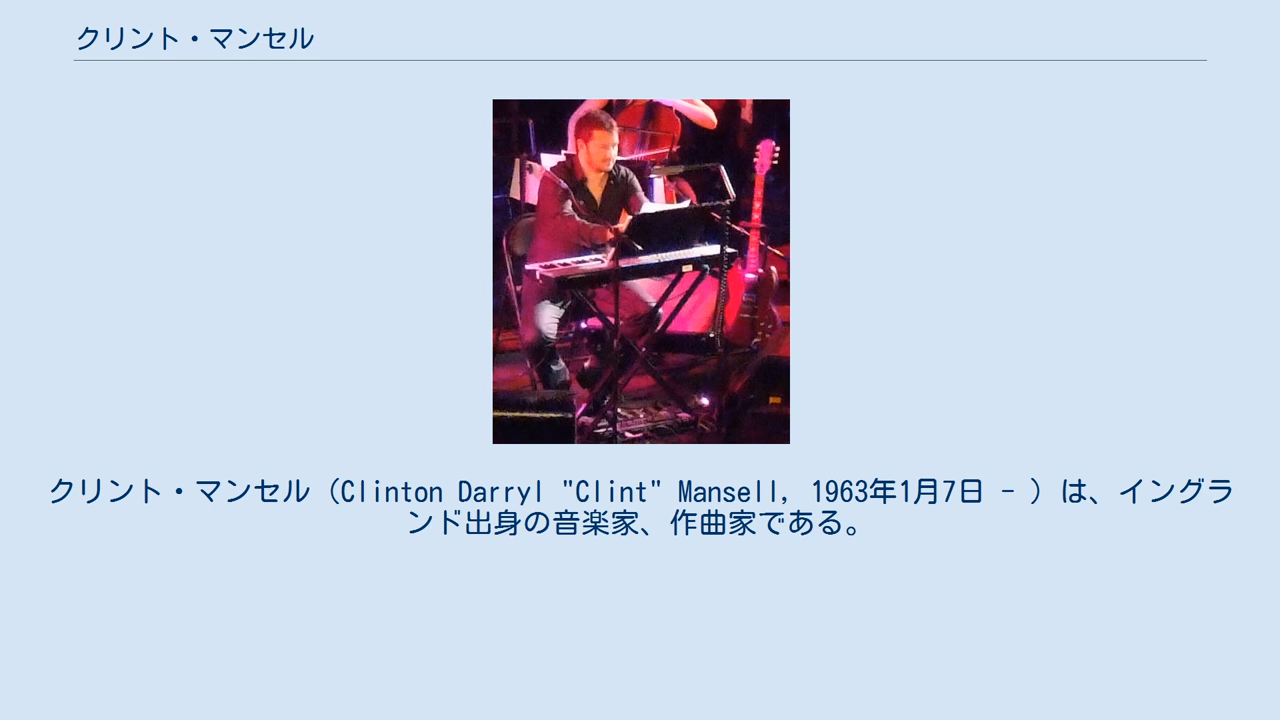 クリント・マンセル
クリント・マンセル（Clinton Darryl "Clint" Mansell, 1963年1月7日 - ）は、イングラ
ンド出身の音楽家、作曲家である。